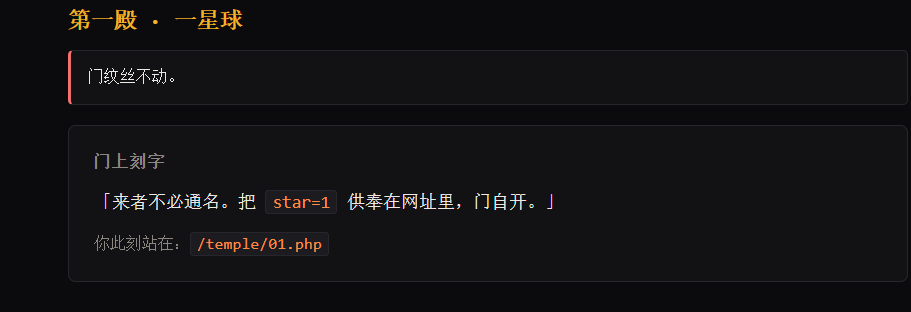 第一殿 · 一星球
门纹丝不动。
门上刻字
「来者不必通名。把 star=1 供奉在网址里，门自开。」
你此刻站在：/temple/01.php